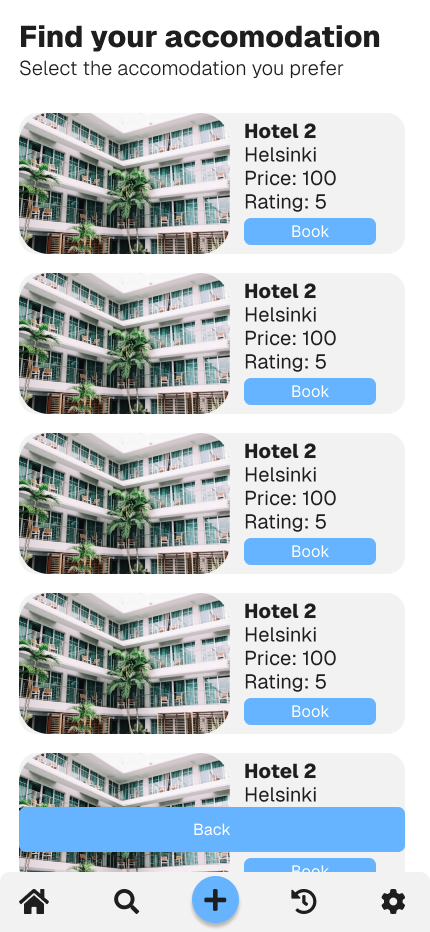 Find your accomodation
Select the accomodation you prefer
Hotel 2
Helsinki
Price: 100
Rating: 5
Book
Hotel 2
Helsinki
Price: 100
Rating: 5
Book
Hotel 2
Helsinki
Price: 100
Rating: 5
Book
Hotel 2
Helsinki
Price: 100
Rating: 5
Book
Hotel 2
Helsinki
Back
Book